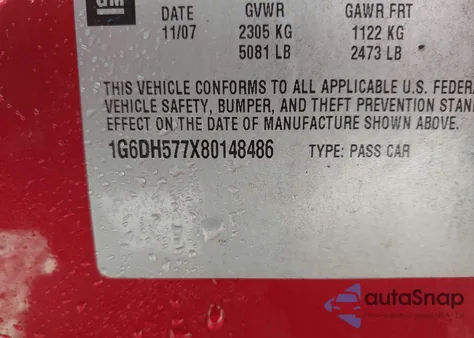 GM
DATE GVWR GAWR FRT
11/07 2305 KG 1122 KG
5081 LB 2473 LB
THIS VEHICLE CONFORMS TO ALL APPLICABLE U.S. FEDERA
VEHICLE SAFETY, BUMPER, AND THEFT PREVENTION STAN
EFFECT ON THE DATE OF MANUFACTURE SHOWN ABOVE.
1G6DH577X80148486 TYPE: PASS CAR
autoSnap